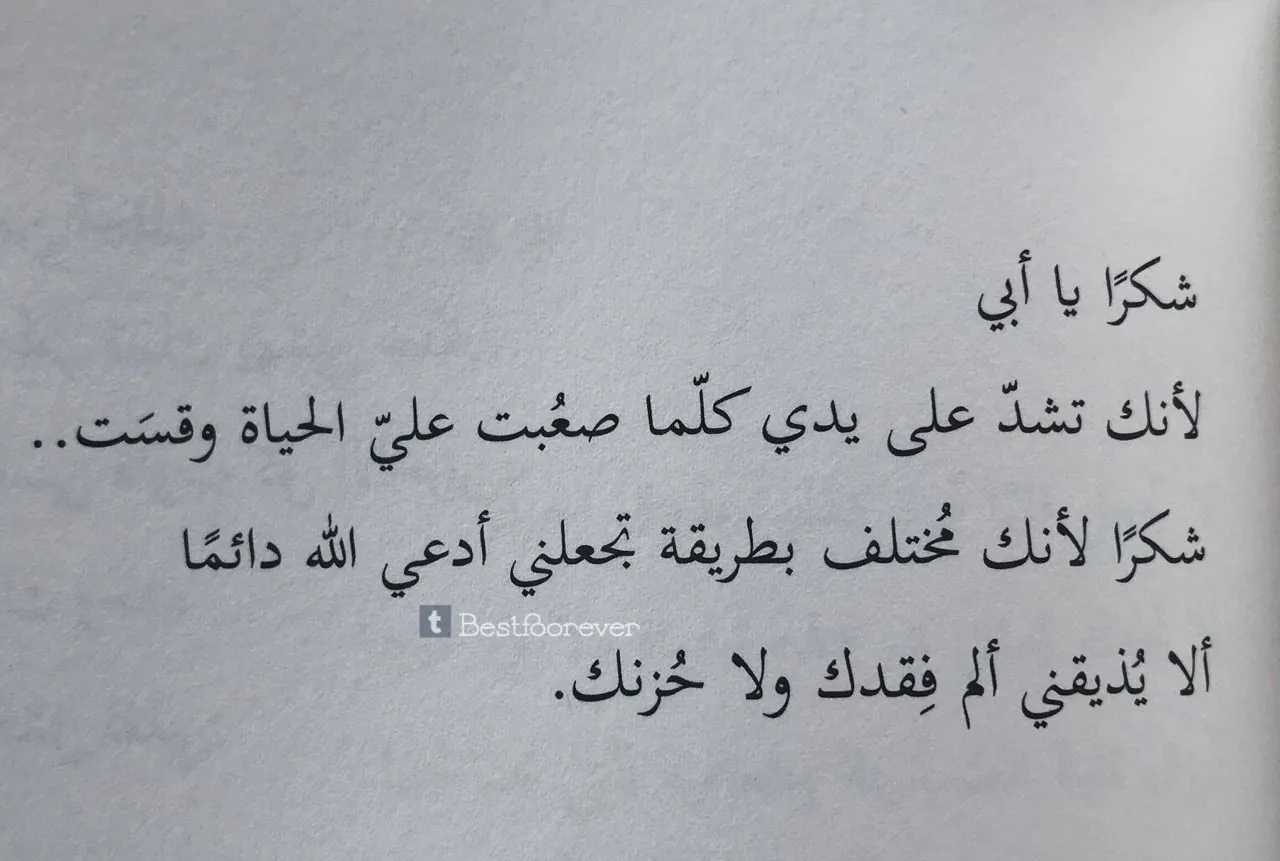 شكرًا يا أبي
لأنك تشدّ على يدي كلّما صعُبت عليّ الحياة وقسَت..
شكرًا لأنك مُختلف بطريقة تجعلني أدعي الله دائمًا
t Bestfoorever
ألا يُذيقني ألم فِقدك ولا حُزنك.